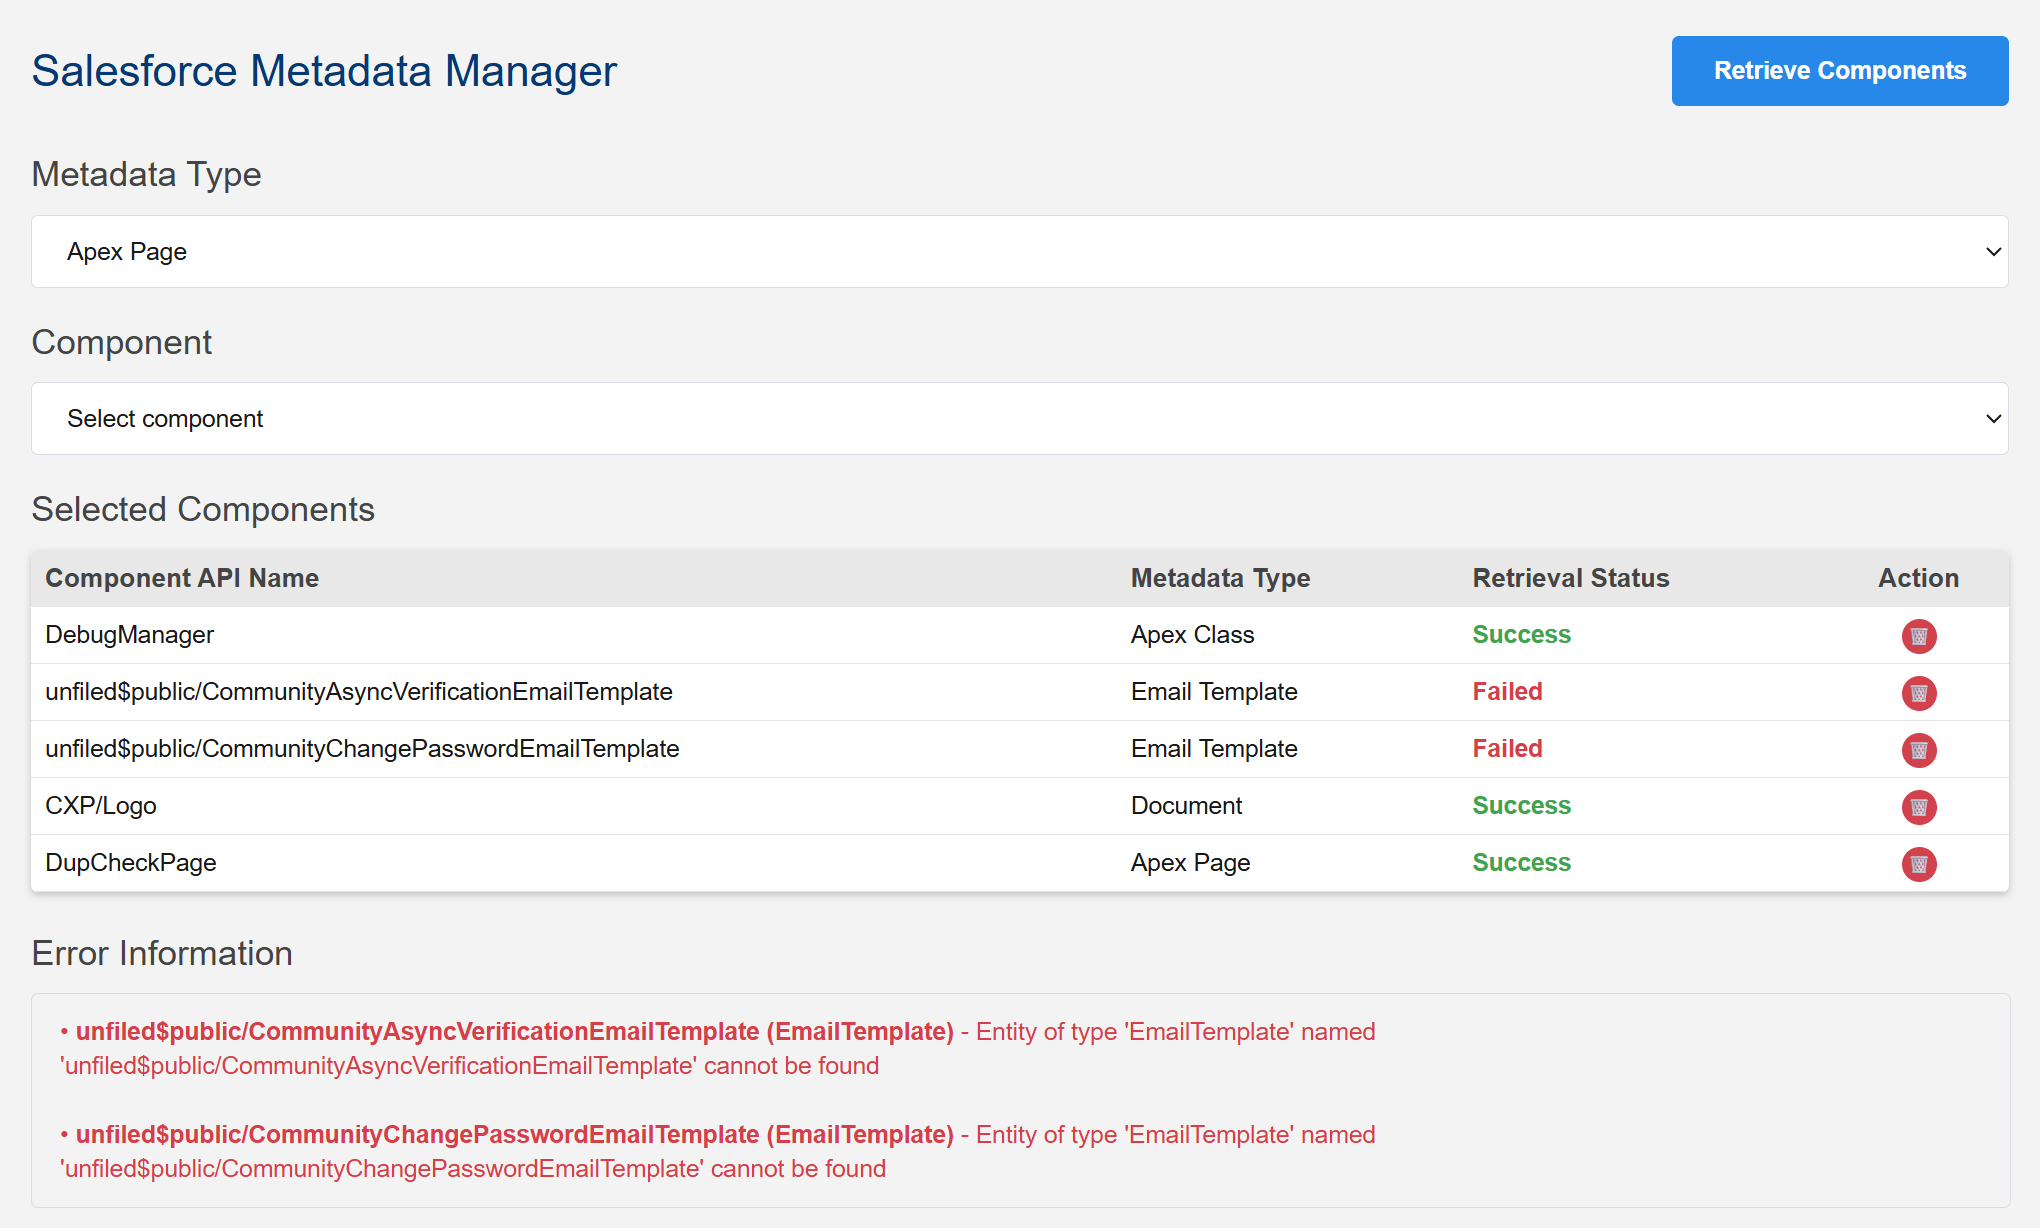 Salesforce Metadata Manager
Retrieve Components
Metadata Type
Apex Page
Component
Select component
Selected Components
Component API Name Metadata Type Retrieval Status Action
DebugManager Apex Class Success
unfiled$public/CommunityAsyncVerificationEmailTemplate Email Template Failed
unfiled$public/CommunityChangePasswordEmailTemplate Email Template Failed
CXP/Logo Document Success
DupCheckPage Apex Page Success
Error Information
• unfiled$public/CommunityAsyncVerificationEmailTemplate (EmailTemplate) - Entity of type 'EmailTemplate' named
'unfiled$public/CommunityAsyncVerificationEmailTemplate' cannot be found
• unfiled$public/CommunityChangePasswordEmailTemplate (EmailTemplate) - Entity of type 'EmailTemplate' named
'unfiled$public/CommunityChangePasswordEmailTemplate' cannot be found